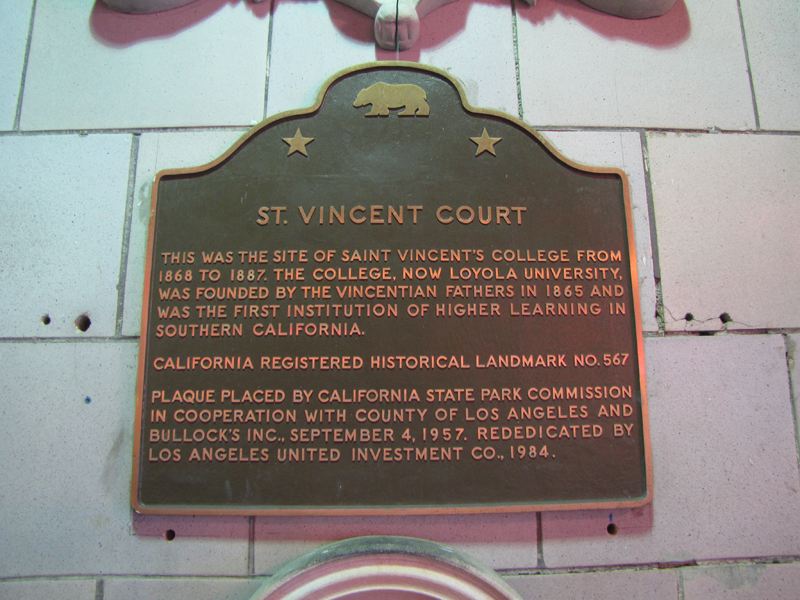 ST. VINCENT COURT
THIS WAS THE SITE OF SAINT VINCENT'S COLLEGE FROM
1868 TO 1887. THE COLLEGE, NOW LOYOLA UNIVERSITY,
WAS FOUNDED BY THE VINCENTIAN FATHERS IN 1865 AND
WAS THE FIRST INSTITUTION OF HIGHER LEARNING IN
SOUTHERN CALIFORNIA.
CALIFORNIA REGISTERED HISTORICAL LANDMARK NO. 567
PLAQUE PLACED BY CALIFORNIA STATE PARK COMMISSION
IN COOPERATION WITH COUNTY OF LOS ANGELES AND
BULLOCK'S INC., SEPTEMBER 4, 1957. REDEDICATED BY
LOS ANGELES UNITED INVESTMENT CO., 1984.